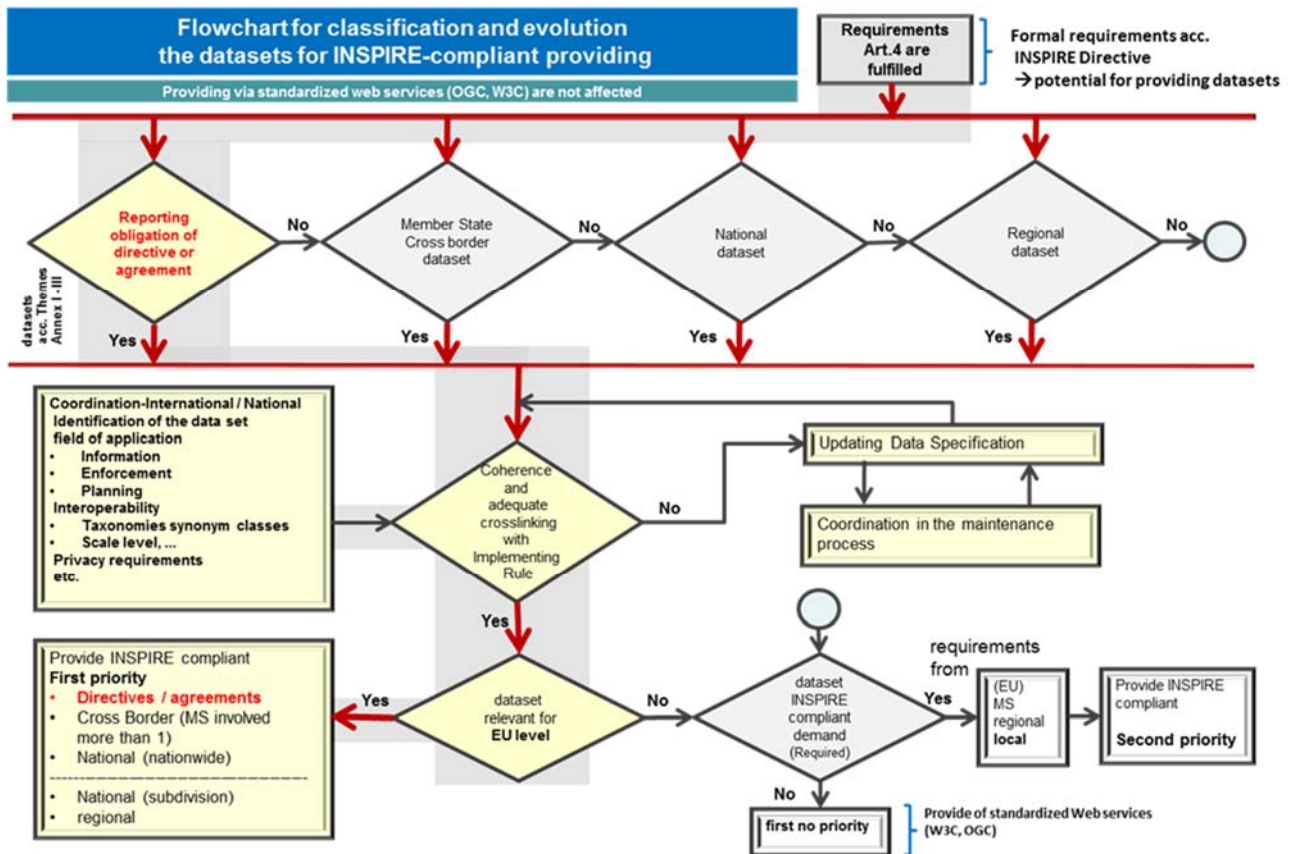 Flowchart for classification and evolution
the datasets for INSPIRE-compliant providing
Providing via standardized web services (OGC, W3C) are not affected
Requirements
Art.4 are
fulfilled
Formal requirements acc.
INSPIRE Directive
→potential for providing datasets
Reporting
obligation of
directive or
agreement
No
Member State
Cross border
dataset
No
National
dataset
No
Regional
dataset
No
datasets
acc. Themes
Annex I -III
Yes
Yes
Yes
Yes
Coordination-International / National
Identification of the data set
field of application
• Information
• Enforcement
• Planning
Interoperability
• Taxonomies synonym classes
• Scale level, ...
Privacy requirements
etc.
Coherence
and
adequate
crosslinking
with
Implementing
Rule
No
Updating Data Specification
Coordination in the maintenance
process
Yes
Provide INSPIRE compliant
First priority
• Directives / agreements
• Cross Border (MS involved
more than 1)
• National (nationwide)
• National (subdivision)
• regional
Yes
dataset
relevant for
EU level
No
dataset
INSPIRE
compliant
demand
(Required)
Yes
requirements
from
(EU)
MS
regional
local
Provide INSPIRE
compliant
Second priority
No
first no priority
Provide of standardized Web services
(W3C, OGC)